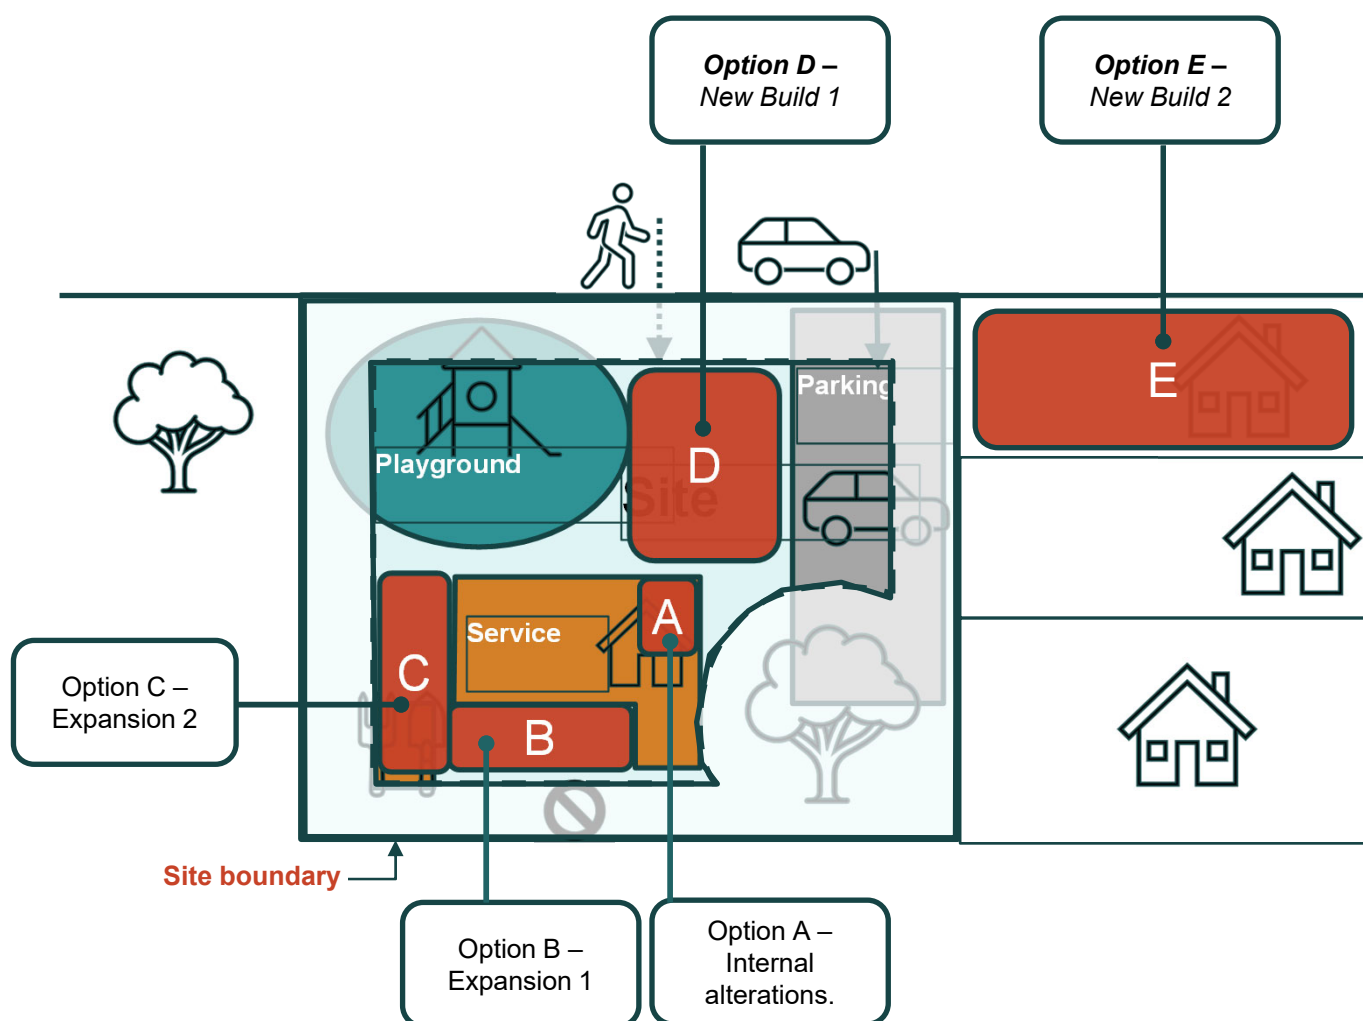 Option D –
New Build 1
Option E –
New Build 2
Parking
E
D
Playground
Site
Service
A
C
B
Option C –
Expansion 2
Site boundary
Option B –
Expansion 1
Option A –
Internal
alterations.